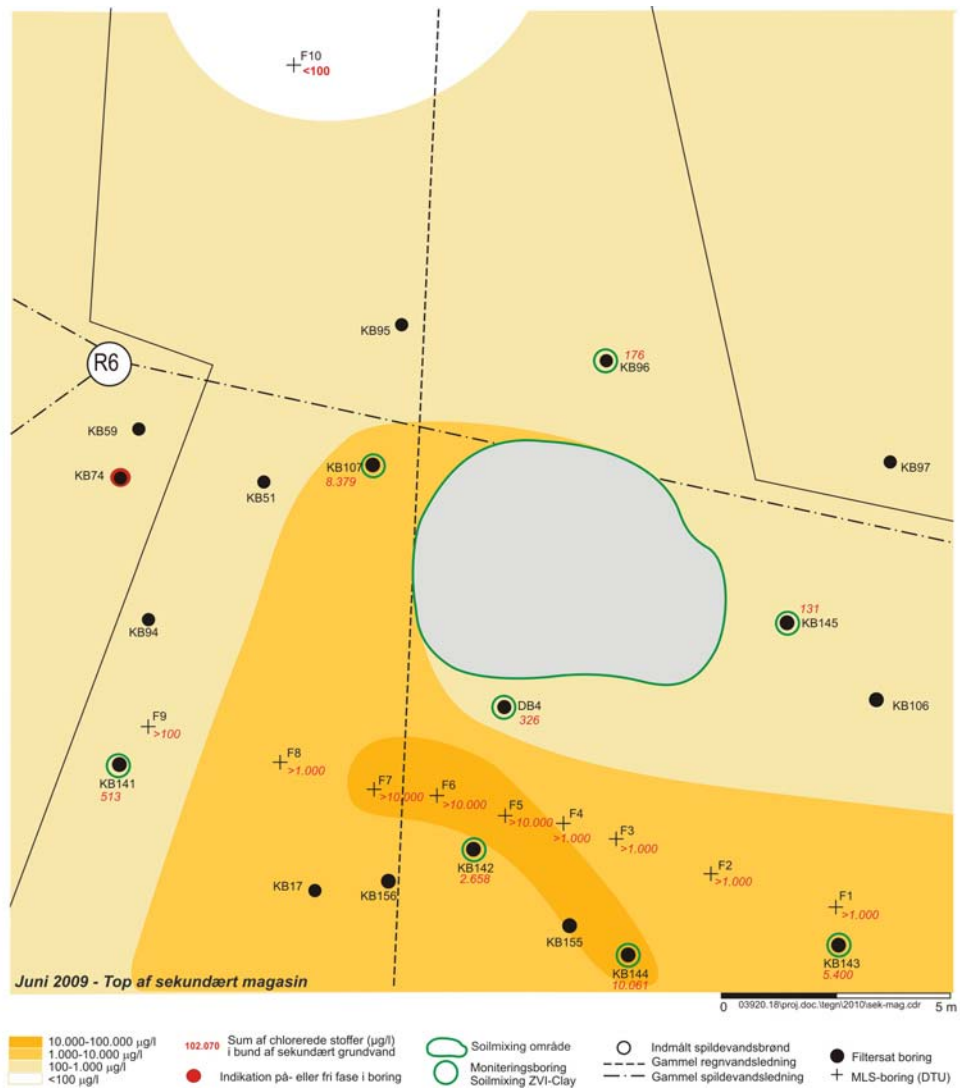 F10
<100
KB95
176
KB96
R6
KB59
KB74
KB51
KB107
8.379
KB97
KB94
131
KB145
KB106
DB4
326
F9
>100
KB141
513
F8
>1.000
F7
>10.000
F6
>10.000
F5
>10.000
F4
>1.000
F3
>1.000
F2
>1.000
F1
>1.000
KB142
2.658
KB17
KB156
KB155
KB144
10.061
KB143
5.400
Juni 2009 - Top af sekundært magasin
0 5 m
03920.18\proj.doc.\tegn\2010\sek-mag.cdr
10.000-100.000 µg/l
1.000-10.000 µg/l
100-1.000 µg/l
<100 µg/l
102.070 Sum af chlorerede stoffer (µg/l)
i bund af sekundært grundvand
Indikation på- eller fri fase i boring
Soilmixing område
Moniteringsboring
Soilmixing ZVI-Clay
Indmålt spildevandsbrønd
Gammel regnvandsledning
Gammel spildevandsledning
Filtersat boring
MLS-boring (DTU)